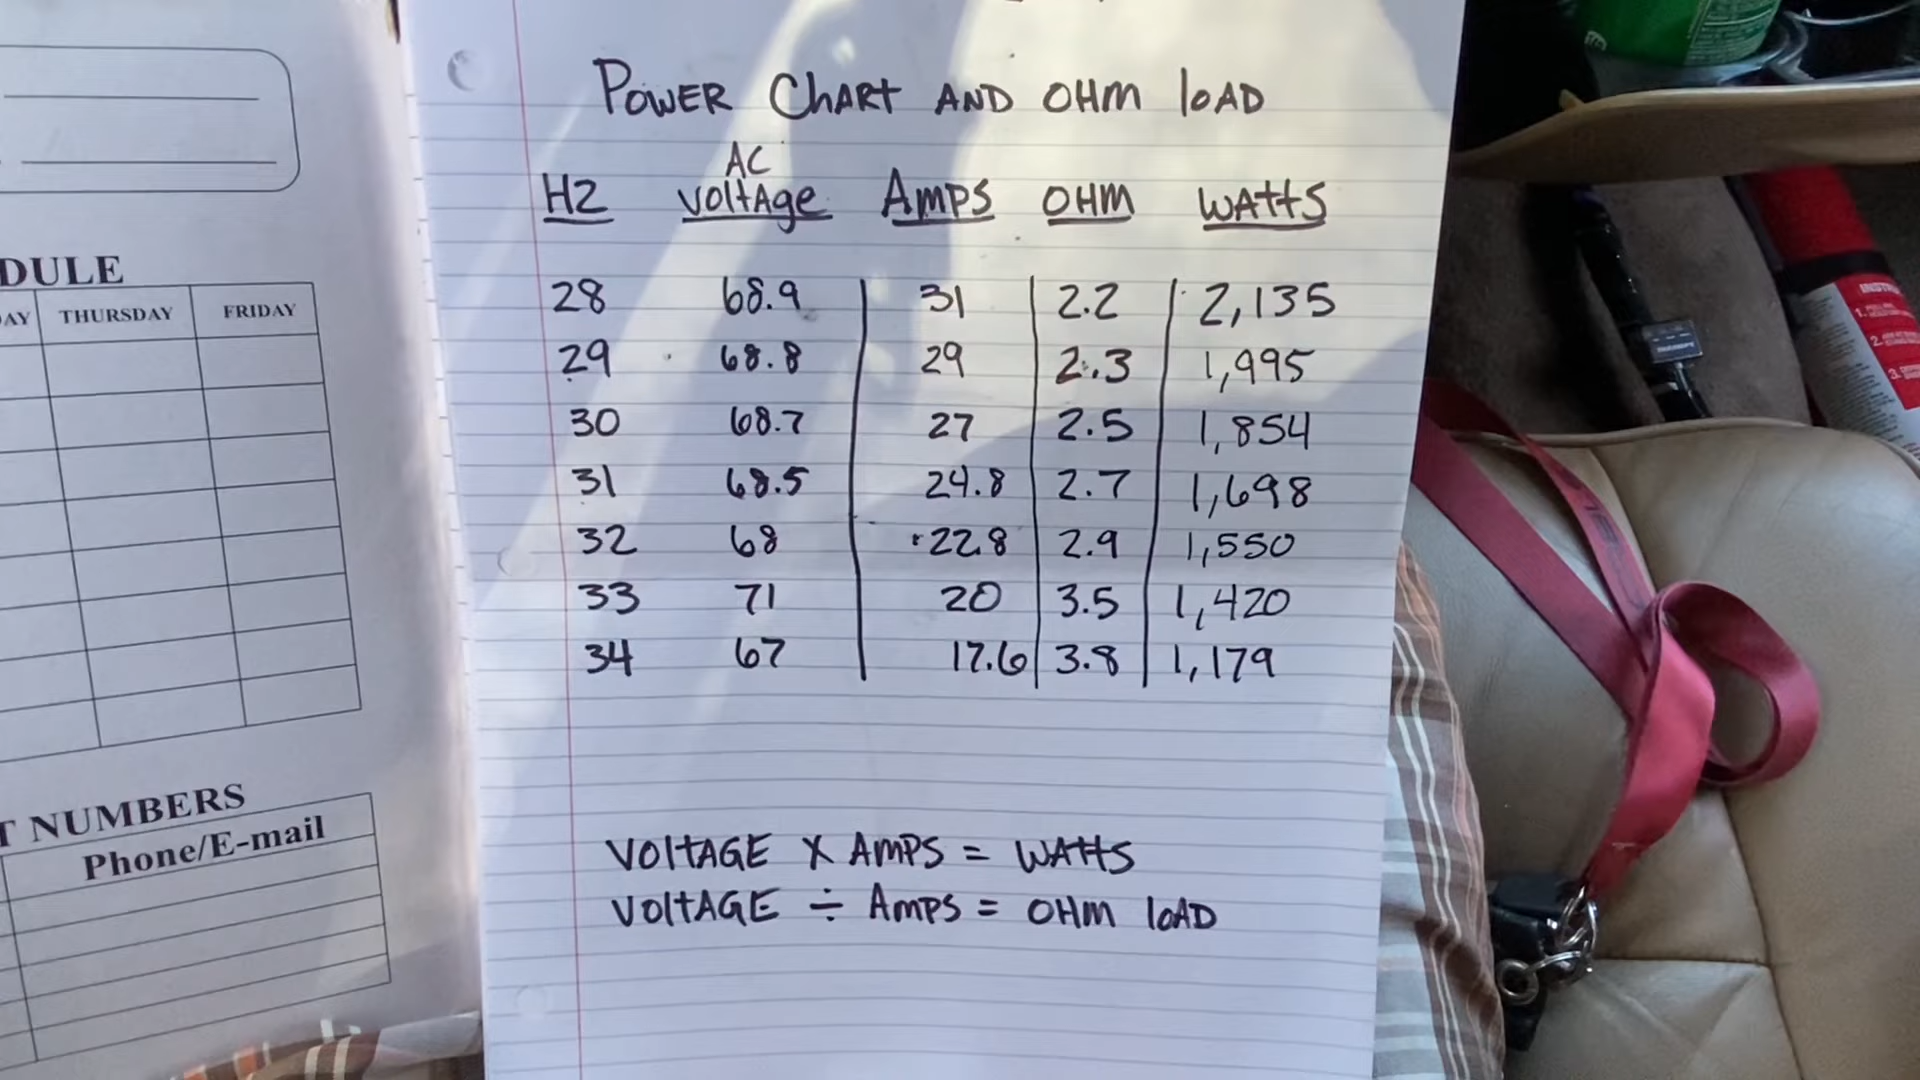 POWER CHART AND OHM LOAD
AC
HZ VOLTAGE AMPS OHM WATTS
28 68.9 31 2.2 2,135
29 68.8 29 2.3 1,995
30 68.7 27 2.5 1,854
31 68.5 24.8 2.7 1,698
32 68 22.8 2.9 1,550
33 71 20 3.5 1,420
34 67 17.6 3.8 1,179
VOLTAGE X AMPS = WATTS
VOLTAGE ÷ AMPS = OHM LOAD
DULE
AY THURSDAY FRIDAY
T NUMBERS
Phone/E-mail
1.
2.
3.